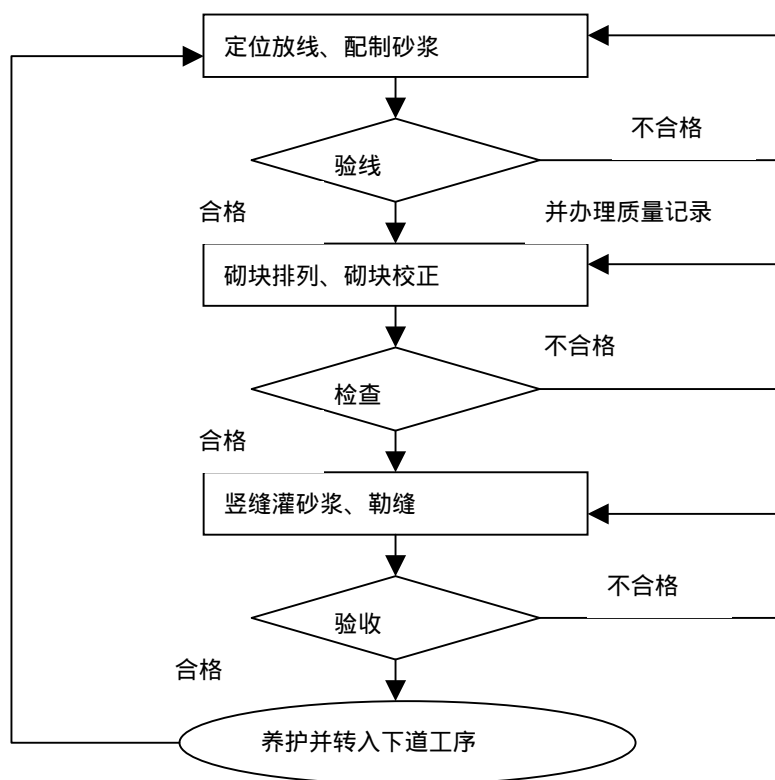 定位放线、配制砂浆
不合格
验线
合格
并办理质量记录
砌块排列、砌块校正
不合格
检查
合格
竖缝灌砂浆、勒缝
不合格
验收
合格
养护并转入下道工序